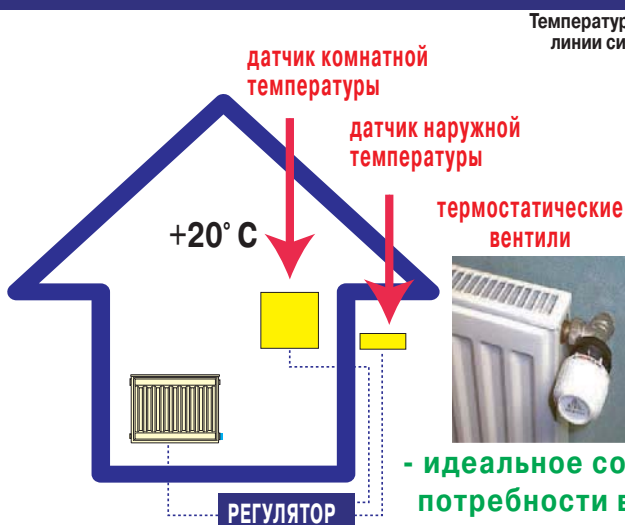 Температур
линии си
датчик комнатной
температуры
датчик наружной
температуры
термостатические
вентили
+20° C
- идеальное со
потребности в
РЕГУЛЯТОР